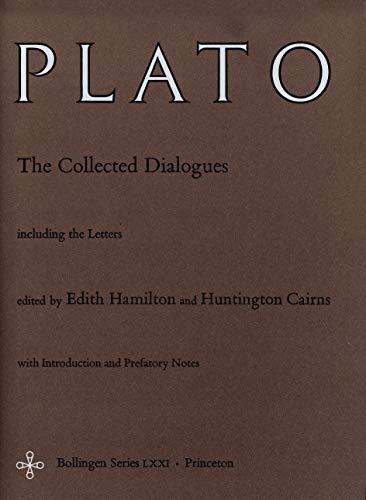 PLATO
The Collected Dialogues
including the Letters
edited by Edith Hamilton and Huntington Cairns
with Introduction and Prefatory Notes
Bollingen Series LXXI · Princeton